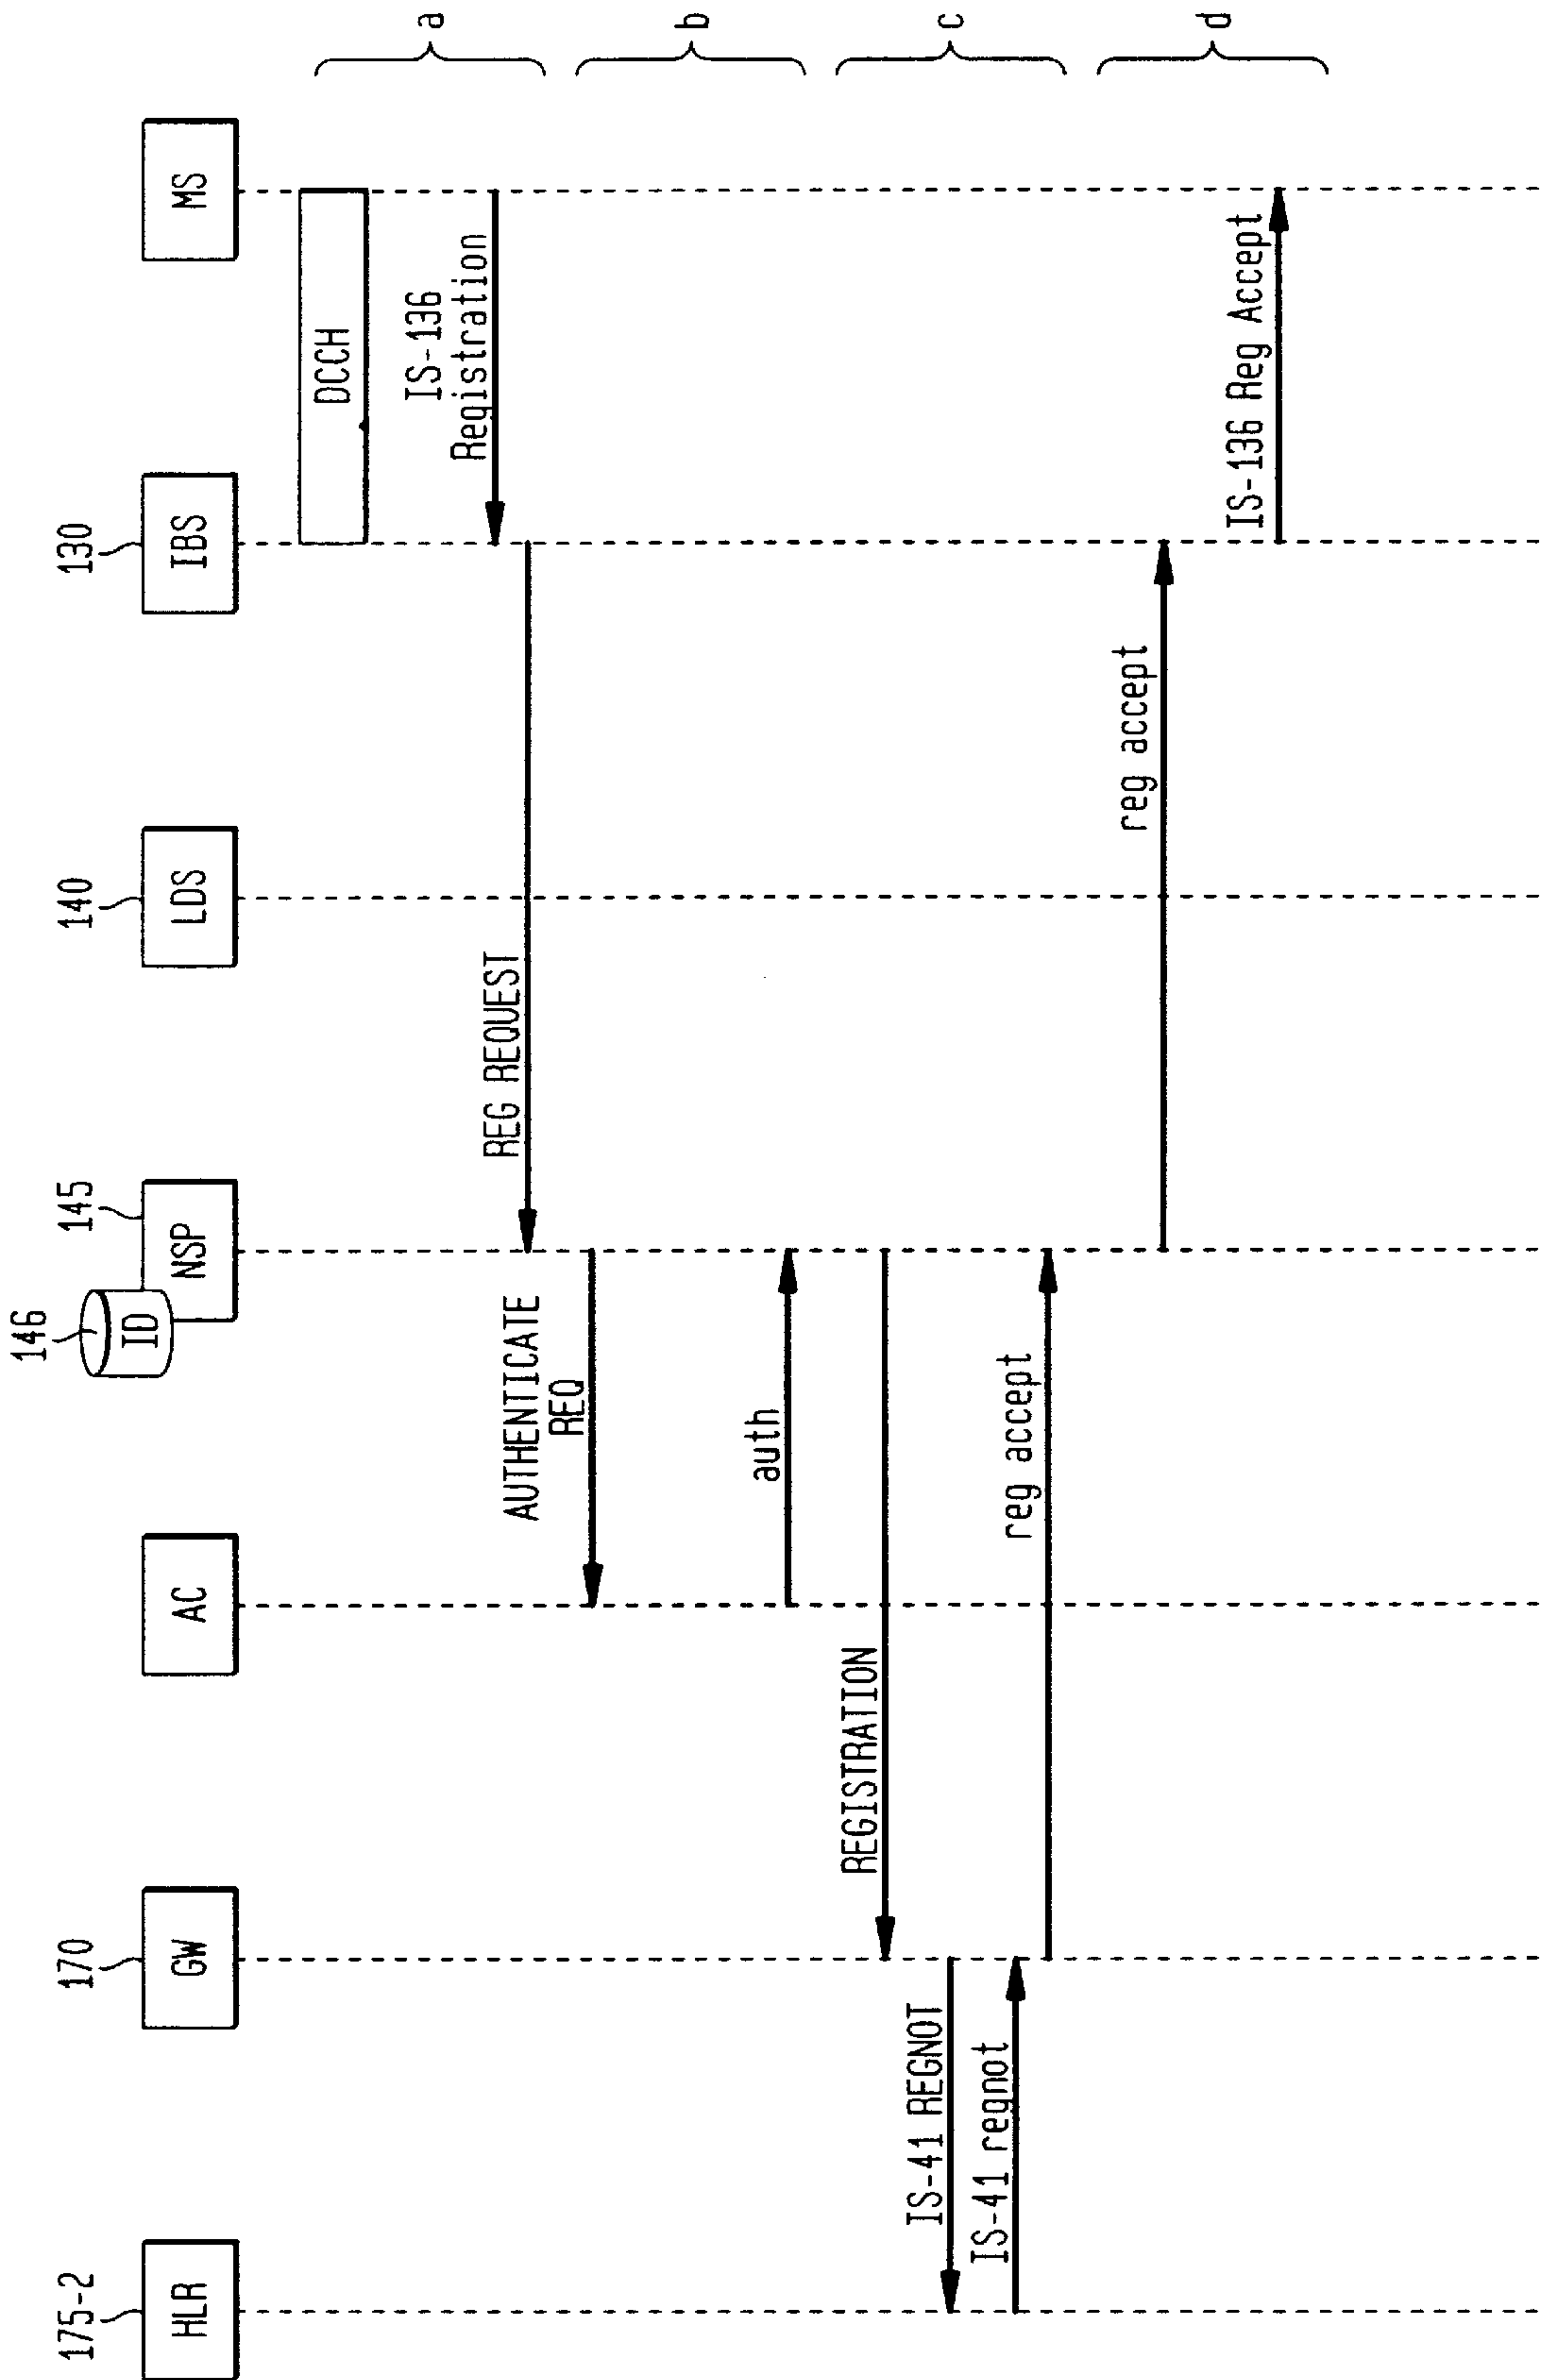 175-2
170
146
145
140
130
HLR
GW
AC
ID
NSP
LDS
IBS
MS
DCCH
a
IS-136
Registration
REG REQUEST
AUTHENTICATE
REQ
b
auth
REGISTRATION
c
IS-41 REGNOT
IS-41 regnot
reg accept
reg accept
d
IS-136 Reg Accept